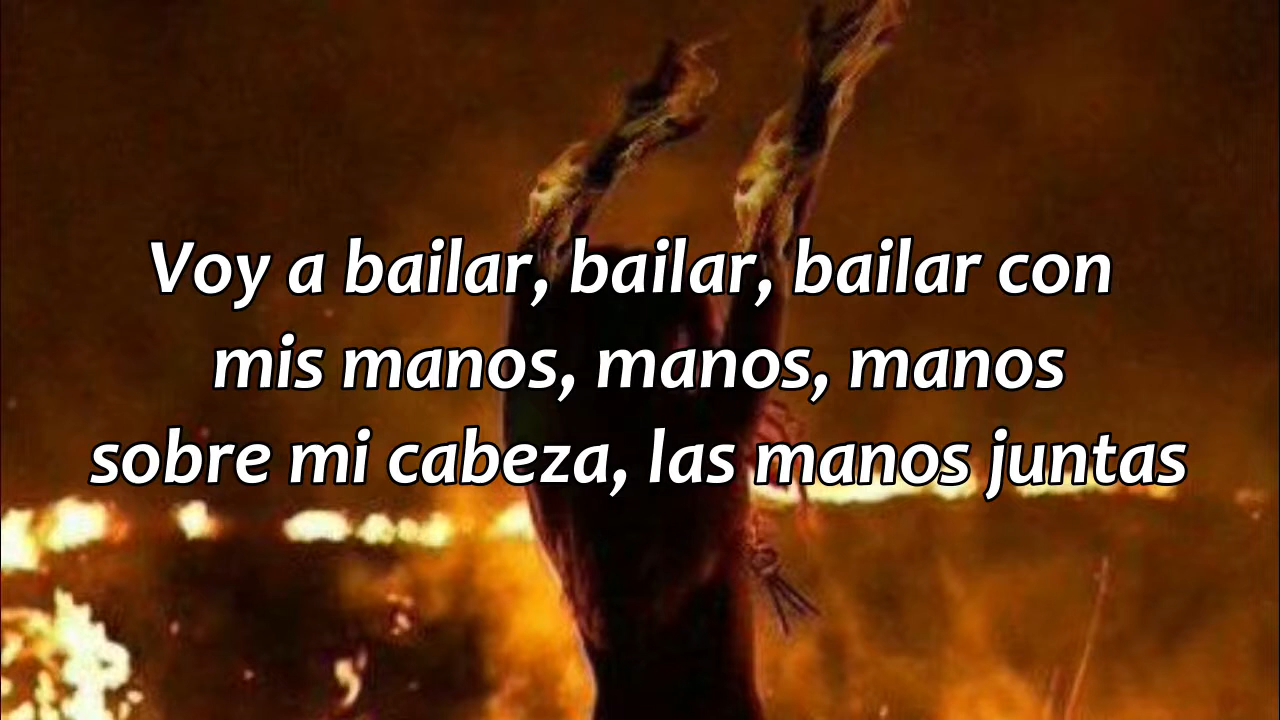 Voy a bailar, bailar, bailar con
mis manos, manos, manos
sobre mi cabeza, las manos juntas